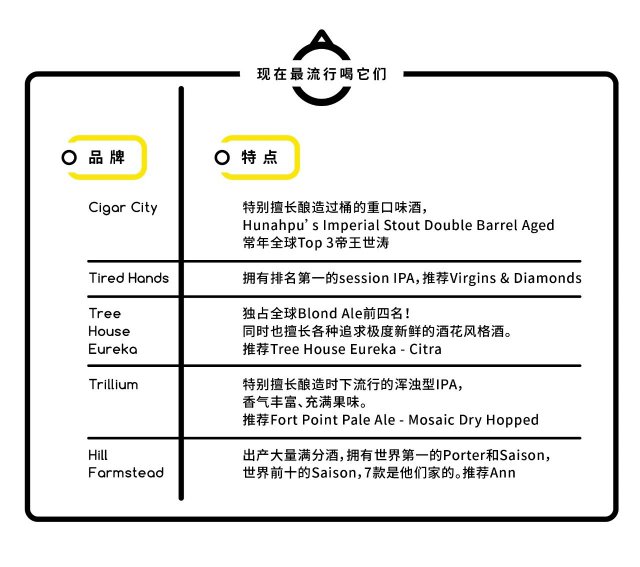 现在最流行喝它们
品牌
特点
Cigar City
特别擅长酿造过桶的重口味酒，
Hunahpu’s Imperial Stout Double Barrel Aged
常年全球Top 3帝王世涛
Tired Hands
拥有排名第一的session IPA，推荐Virgins & Diamonds
Tree
House
Eureka
独占全球Blond Ale前四名！
同时也擅长各种追求极度新鲜的酒花风格酒。
推荐Tree House Eureka - Citra
Trillium
特别擅长酿造时下流行的浑浊型IPA，
香气丰富、充满果味。
推荐Fort Point Pale Ale - Mosaic Dry Hopped
Hill
Farmstead
出产大量满分酒，拥有世界第一的Porter和Saison，
世界前十的Saison，7款是他们家的。推荐Ann